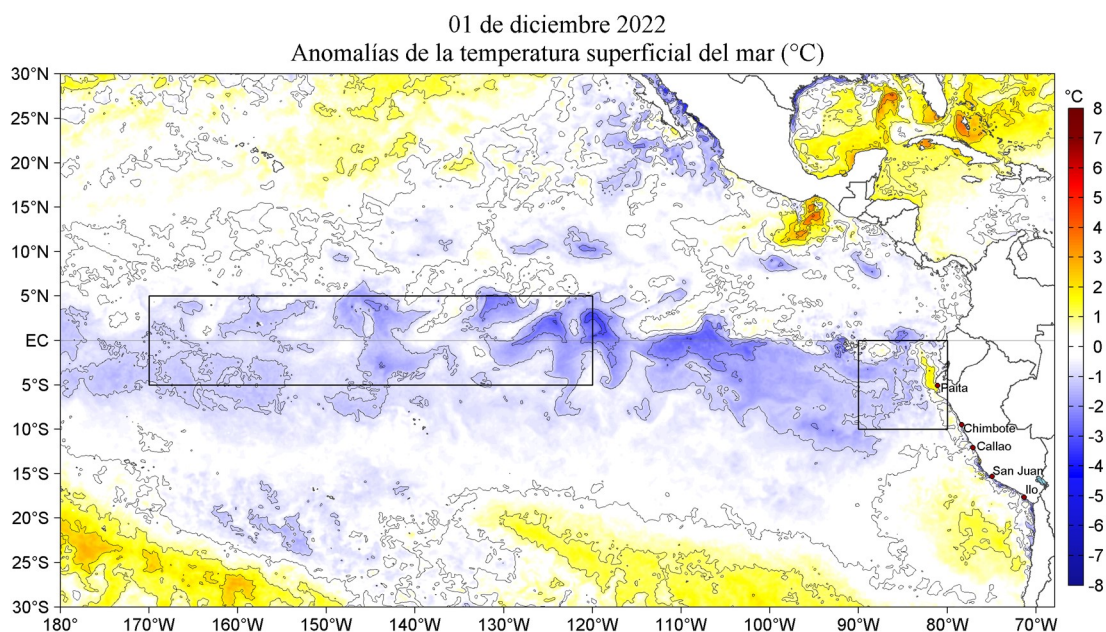 01 de diciembre 2022
Anomalías de la temperatura superficial del mar (°C)
30°N
25°N
20°N
15°N
10°N
5°N
EC
5°S
10°S
15°S
20°S
25°S
30°S
180°
170°W
160°W
150°W
140°W
130°W
120°W
110°W
100°W
90°W
80°W
70°W
Paita
Chimbote
Callao
San Juan
Ilo
°C
8
7
6
5
4
3
2
1
0
-1
-2
-3
-4
-5
-6
-7
-8